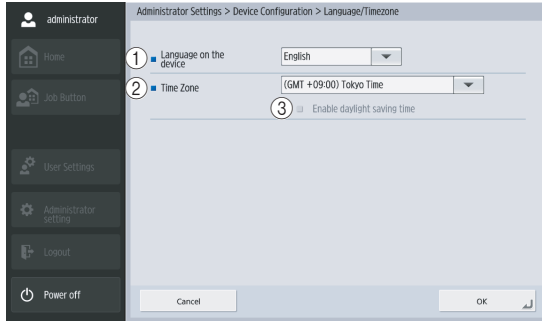 administrator
Home
Job Button
User Settings
Administrator
setting
Logout
Power off
Administrator Settings > Device Configuration > Language/Timezone
1 Language on the
device
English
2 Time Zone
(GMT +09:00) Tokyo Time
3 Enable daylight saving time
Cancel
OK